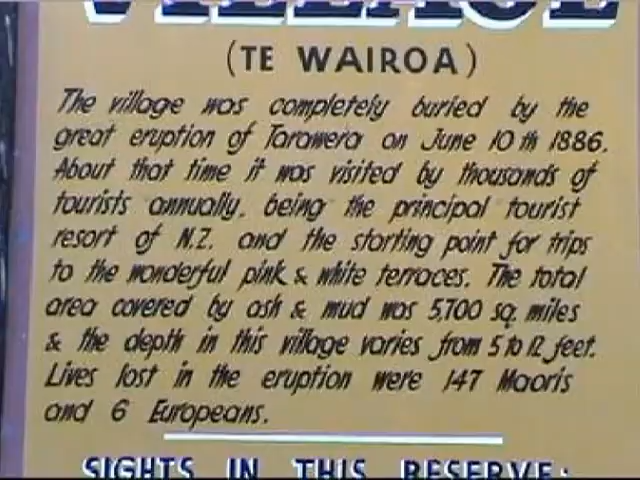 VILLAGE
(TE WAIROA)
The village was completely buried by the
great eruption of Tarawera on June 10th 1886.
About that time it was visited by thousands of
tourists annually, being the principal tourist
resort of N.Z. and the starting point for trips
to the wonderful pink & white terraces. The total
area covered by ash & mud was 5,700 sq. miles
& the depth in this village varies from 5 to 12 feet.
Lives lost in the eruption were 147 Maoris
and 6 Europeans.
SIGHTS IN THIS RESERVE: